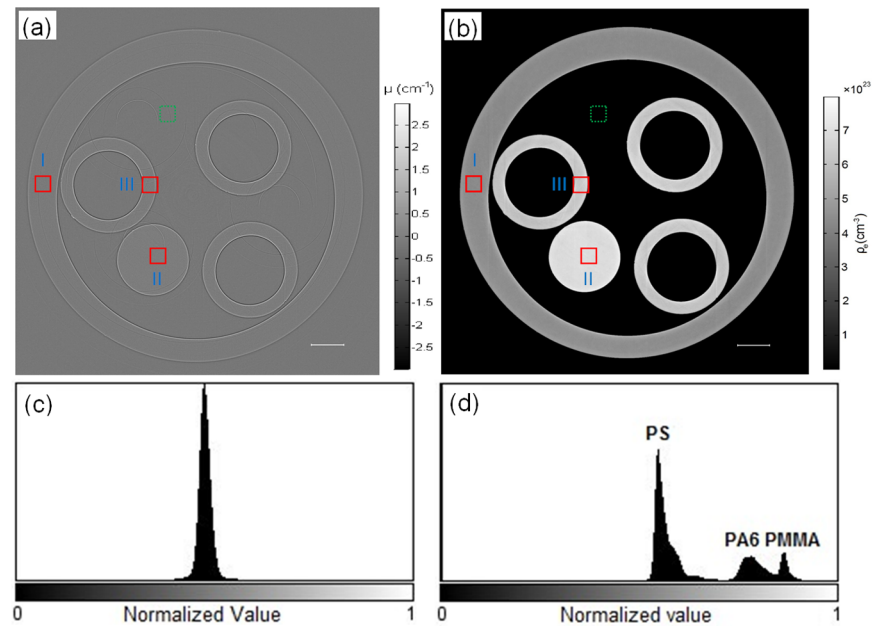 (a)
I
III
II
μ (cm⁻¹)
2.5
2
1.5
1
0.5
0
-0.5
-1
-1.5
-2
-2.5
(b)
I
III
II
×10²³
7
6
5
4
3
2
1
ρₑ(cm⁻³)
(c)
0 Normalized Value 1
(d)
PS
PA6 PMMA
0 Normalized value 1